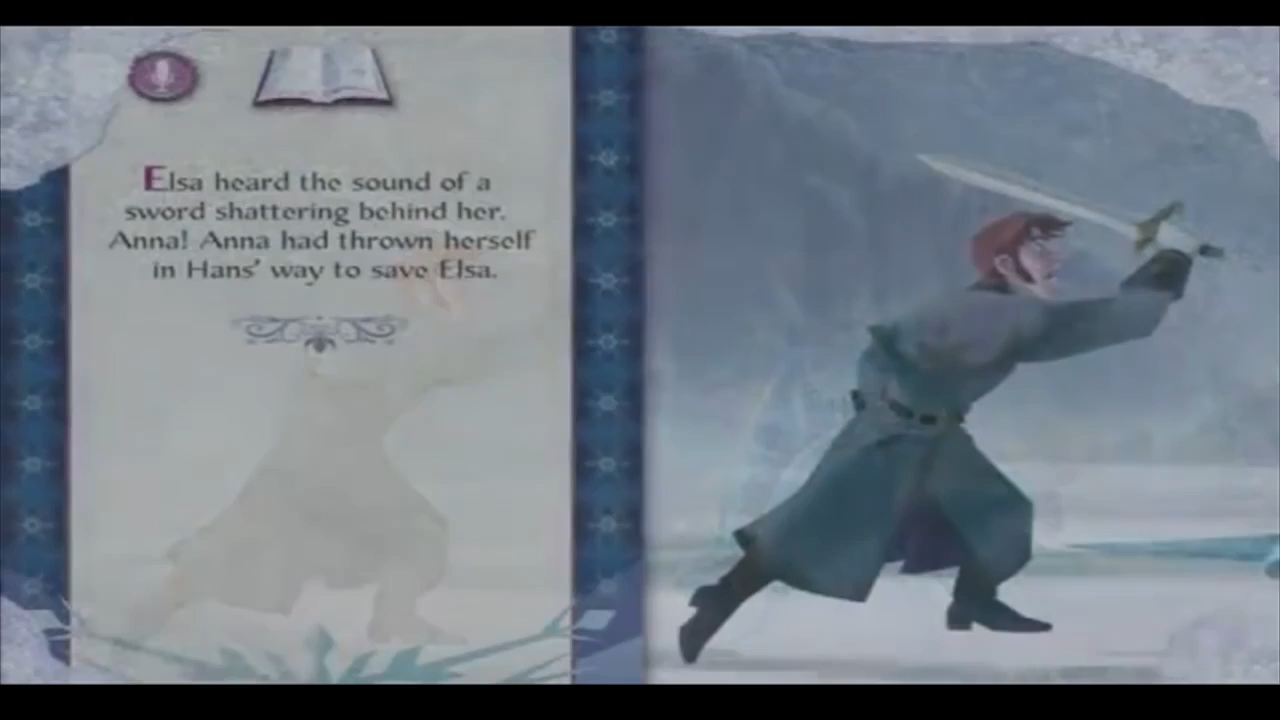 Elsa heard the sound of a
sword shattering behind her.
Anna! Anna had thrown herself
in Hans' way to save Elsa.